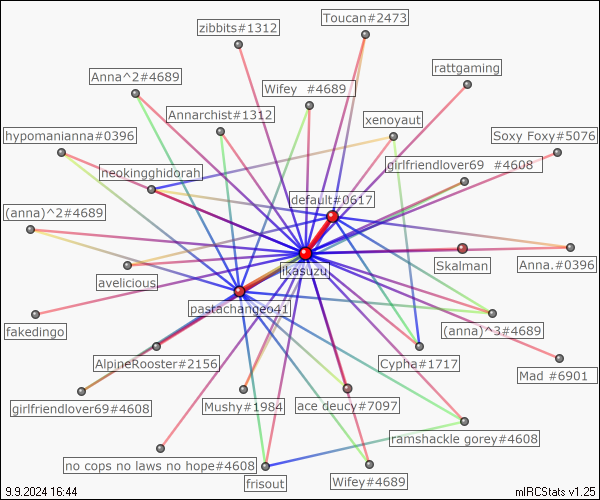 Toucan#2473
zibbits#1312
rattgaming
Anna^2#4689
Wifey  #4689
Annarchist#1312
xenoyaut
hypomanianna#0396
Soxy Foxy#5076
girlfriendlover69  #4608
neokingghidorah
default#0617
(anna)^2#4689
Skalman
Anna.#0396
ikasuzu
avelicious
pastachangeo41
fakedingo
(anna)^3#4689
AlpineRooster#2156
Cypha#1717
Mad #6901
girlfriendlover69#4608
Mushy#1984
ace deucy#7097
ramshackle gorey#4608
no cops no laws no hope#4608
frisout
Wifey#4689
9.9.2024 16:44
mIRCStats v1.25